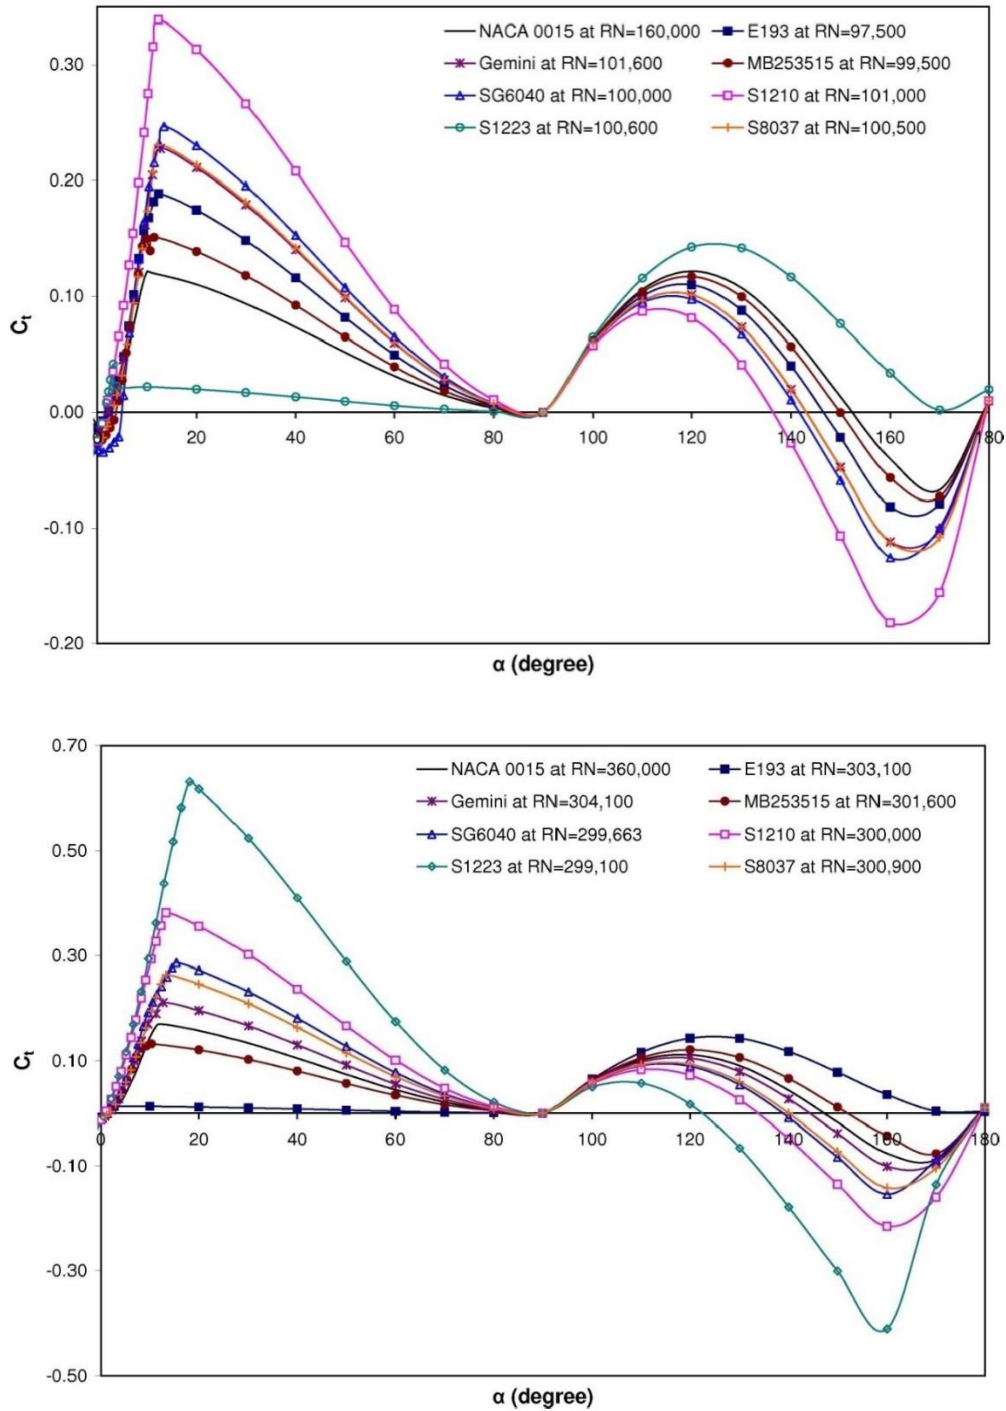 0.30
0.20
0.10
0.00
-0.10
-0.20
Ct
NACA 0015 at RN=160,000
E193 at RN=97,500
Gemini at RN=101,600
MB253515 at RN=99,500
SG6040 at RN=100,000
S1210 at RN=101,000
S1223 at RN=100,600
S8037 at RN=100,500
0 20 40 60 80 100 120 140 160 180
α (degree)
0.70
0.50
0.30
0.10
-0.10
-0.30
-0.50
Ct
NACA 0015 at RN=360,000
E193 at RN=303,100
Gemini at RN=304,100
MB253515 at RN=301,600
SG6040 at RN=299,663
S1210 at RN=300,000
S1223 at RN=299,100
S8037 at RN=300,900
0 20 40 60 80 100 120 140 160 180
α (degree)